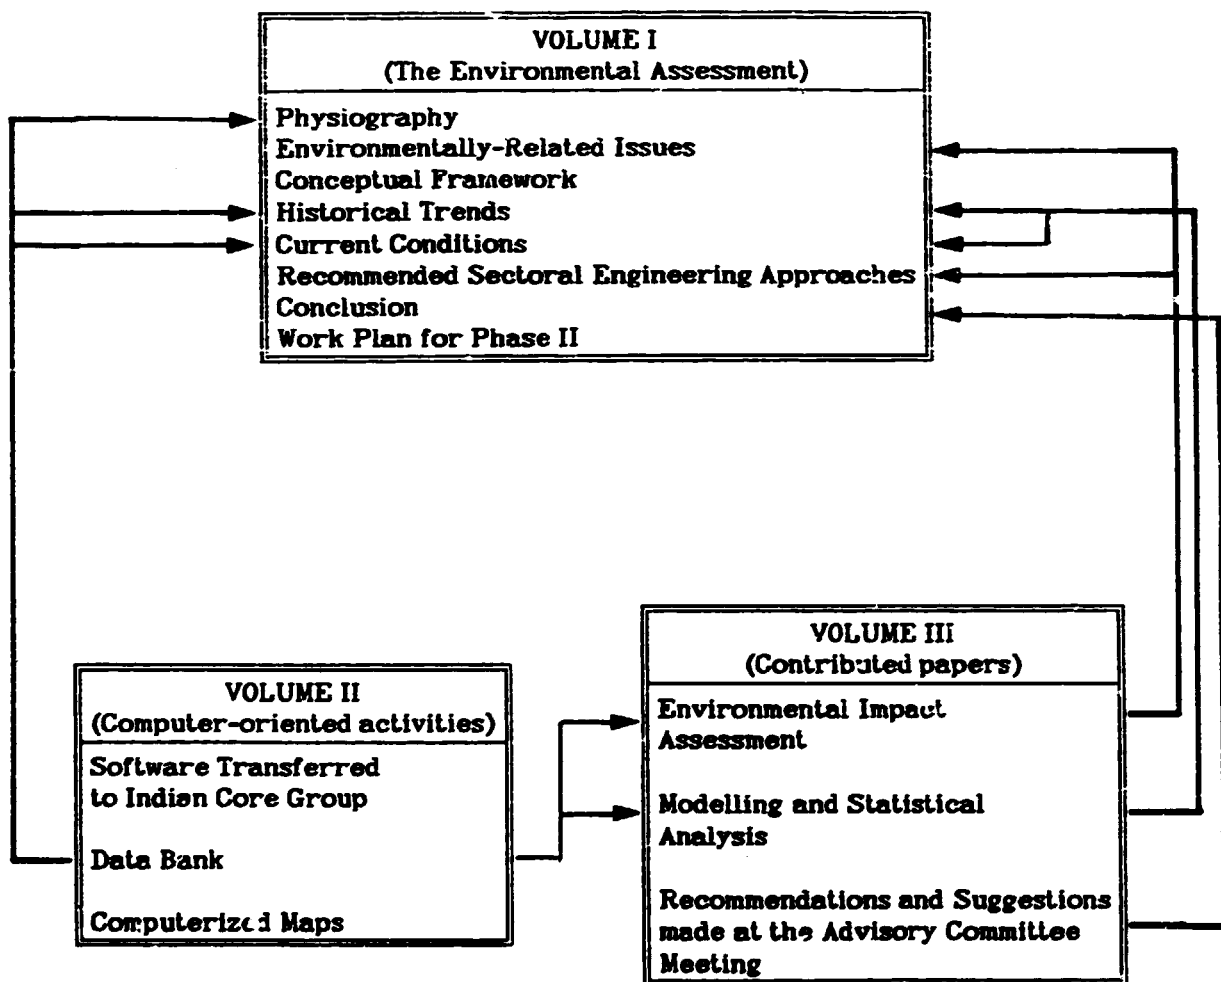 VOLUME I
(The Environmental Assessment)
Physiography
Environmentally-Related Issues
Conceptual Framework
Historical Trends
Current Conditions
Recommended Sectoral Engineering Approaches
Conclusion
Work Plan for Phase II
VOLUME II
(Computer-oriented activities)
Software Transferred
to Indian Core Group
Data Bank
Computerized Maps
VOLUME III
(Contributed papers)
Environmental Impact
Assessment
Modelling and Statistical
Analysis
Recommendations and Suggestions
made at the Advisory Committee
Meeting